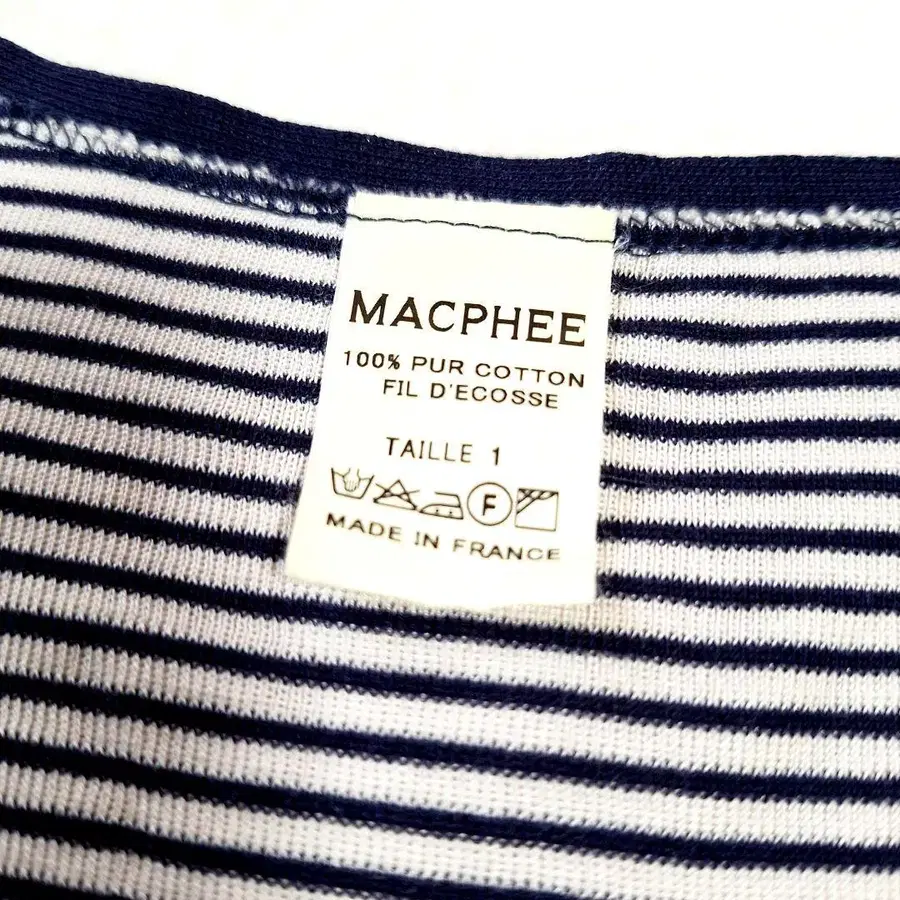 MACPHEE
100% PUR COTTON
FIL D'ECOSSE
TAILLE 1
F
MADE IN FRANCE